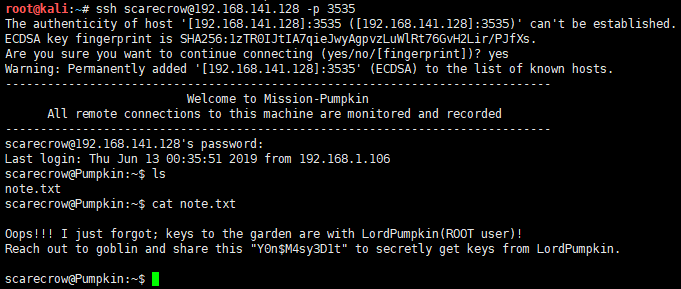 root@kali:~# ssh scarecrow@192.168.141.128 -p 3535
The authenticity of host '[192.168.141.128]:3535 ([192.168.141.128]:3535)' can't be established.
ECDSA key fingerprint is SHA256:1zTR0IJtIA7qieJwyAgpvzLuWlRt76GvH2Lir/PJfXs.
Are you sure you want to continue connecting (yes/no/[fingerprint])? yes
Warning: Permanently added '[192.168.141.128]:3535' (ECDSA) to the list of known hosts.
------------------------------------------------------------------------------
Welcome to Mission-Pumpkin
All remote connections to this machine are monitored and recorded
------------------------------------------------------------------------------
scarecrow@192.168.141.128's password:
Last login: Thu Jun 13 00:35:51 2019 from 192.168.1.106
scarecrow@Pumpkin:~$ ls
note.txt
scarecrow@Pumpkin:~$ cat note.txt
Oops!!! I just forgot; keys to the garden are with LordPumpkin(ROOT user)!
Reach out to goblin and share this "Y0n$M4sy3D1t" to secretly get keys from LordPumpkin.
scarecrow@Pumpkin:~$